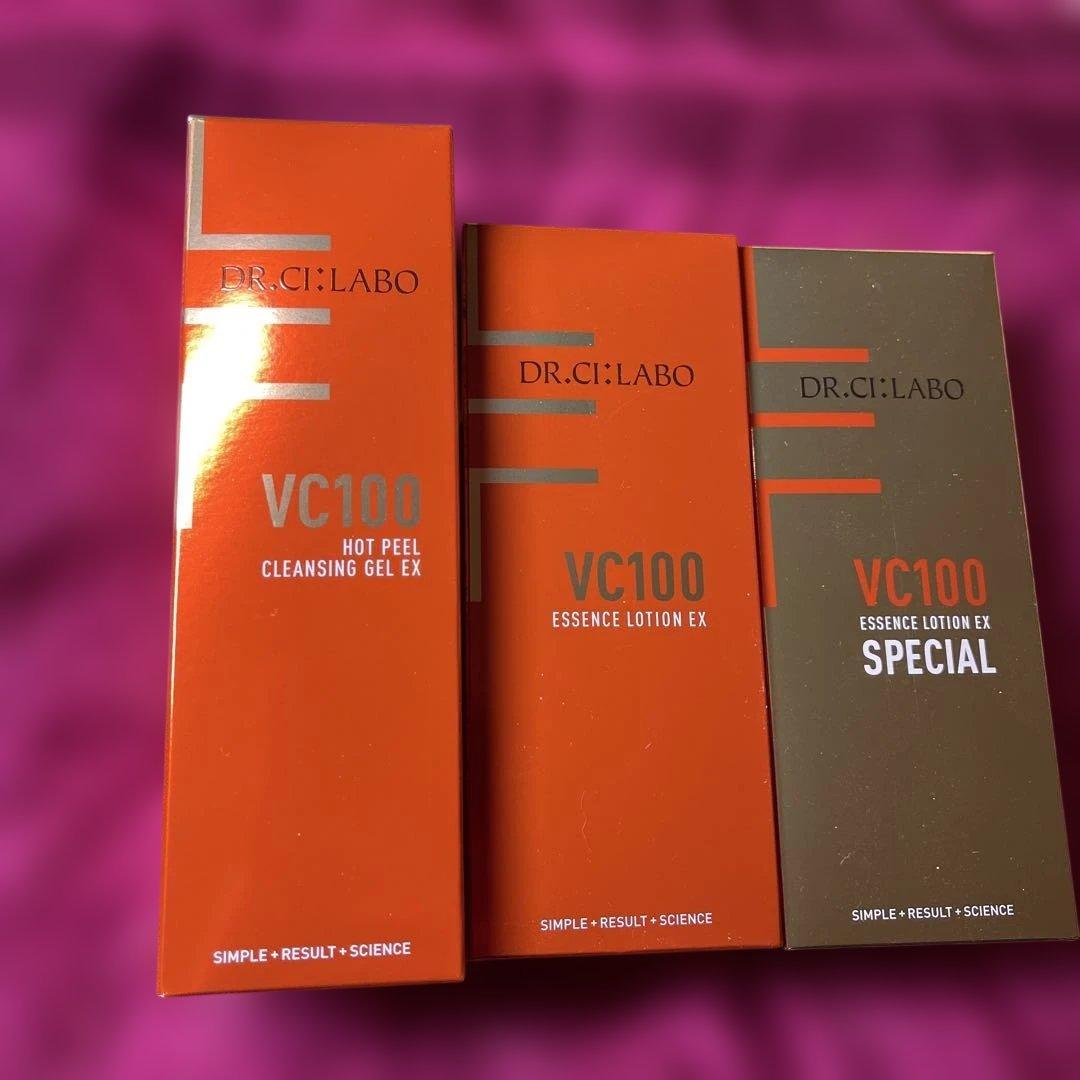 DR.CI:LABO
VC100
HOT PEEL
CLEANSING GEL EX
SIMPLE + RESULT + SCIENCE
DR.CI:LABO
VC100
ESSENCE LOTION EX
SIMPLE + RESULT + SCIENCE
DR.CI:LABO
VC100
ESSENCE LOTION EX
SPECIAL
SIMPLE + RESULT + SCIENCE